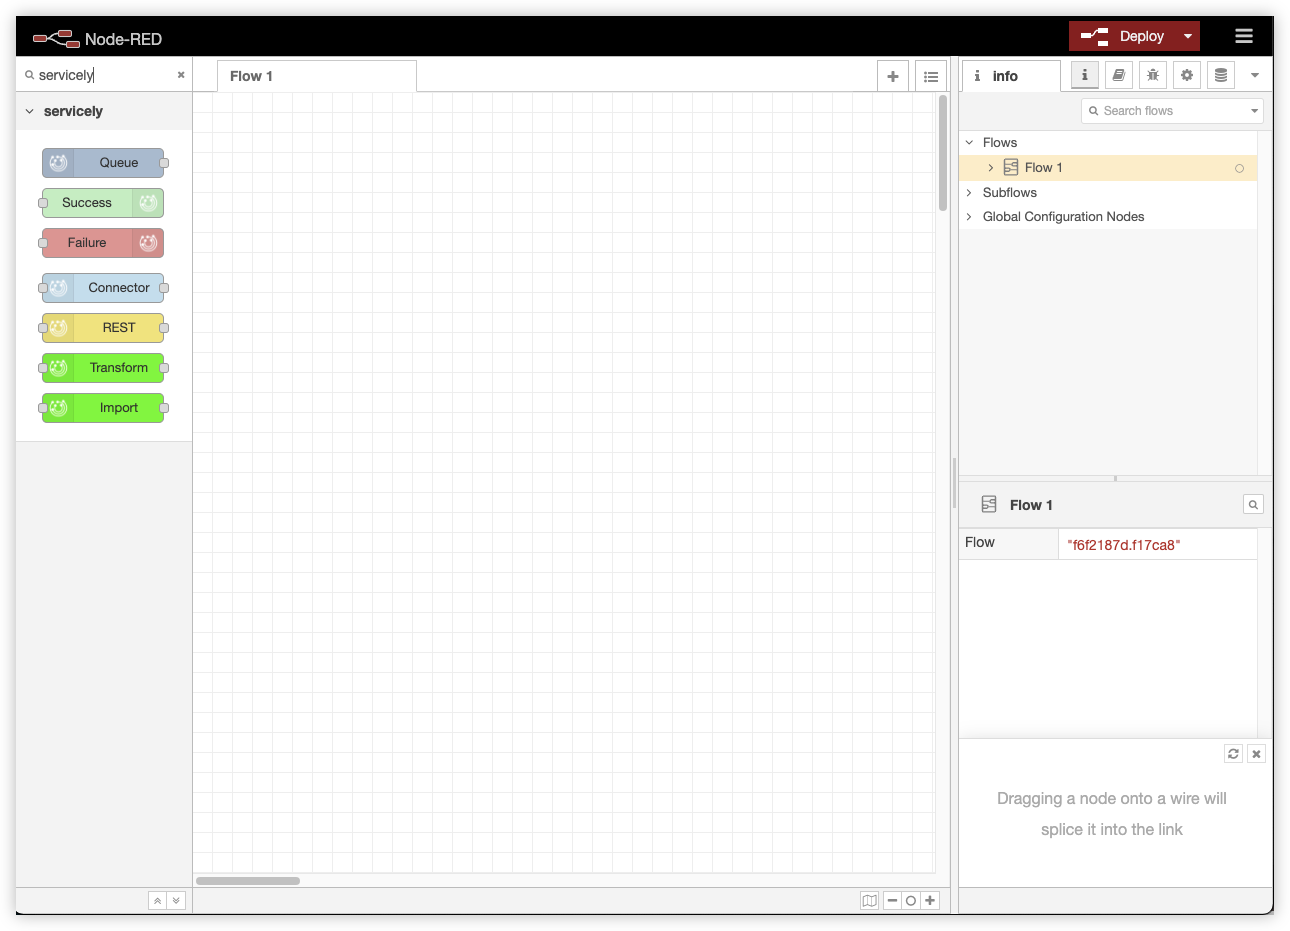 Node-RED
Deploy
servicely
Flow 1
info
servicely
Search flows
Flows
Flow 1
Subflows
Global Configuration Nodes
Queue
Success
Failure
Connector
REST
Transform
Import
Flow 1
Flow
"f6f2187d.f17ca8"
Dragging a node onto a wire will
splice it into the link